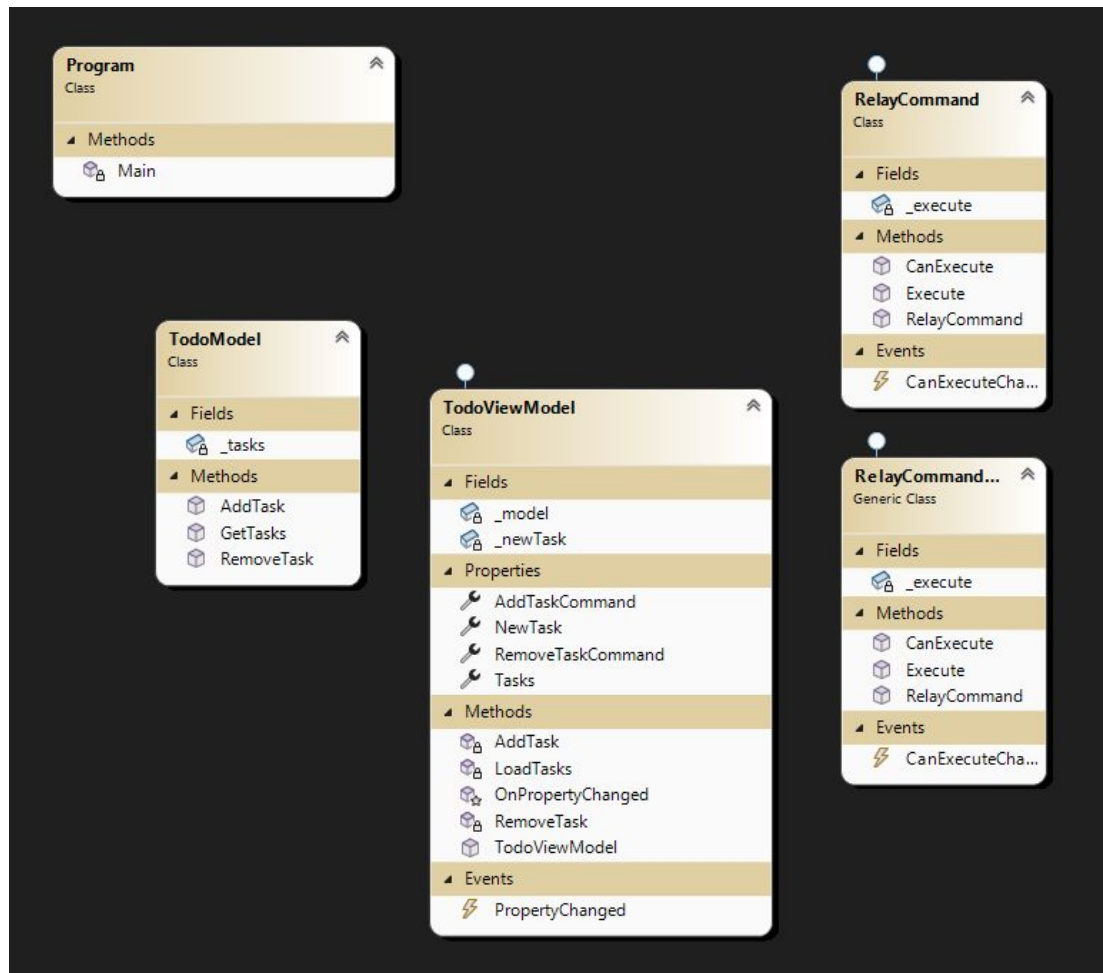 Program
Class
Methods
Main
TodoModel
Class
Fields
_tasks
Methods
AddTask
GetTasks
RemoveTask
TodoViewModel
Class
Fields
_model
_newTask
Properties
AddTaskCommand
NewTask
RemoveTaskCommand
Tasks
Methods
AddTask
LoadTasks
OnPropertyChanged
RemoveTask
TodoViewModel
Events
PropertyChanged
RelayCommand
Class
Fields
_execute
Methods
CanExecute
Execute
RelayCommand
Events
CanExecuteCha...
RelayCommand...
Generic Class
Fields
_execute
Methods
CanExecute
Execute
RelayCommand
Events
CanExecuteCha...